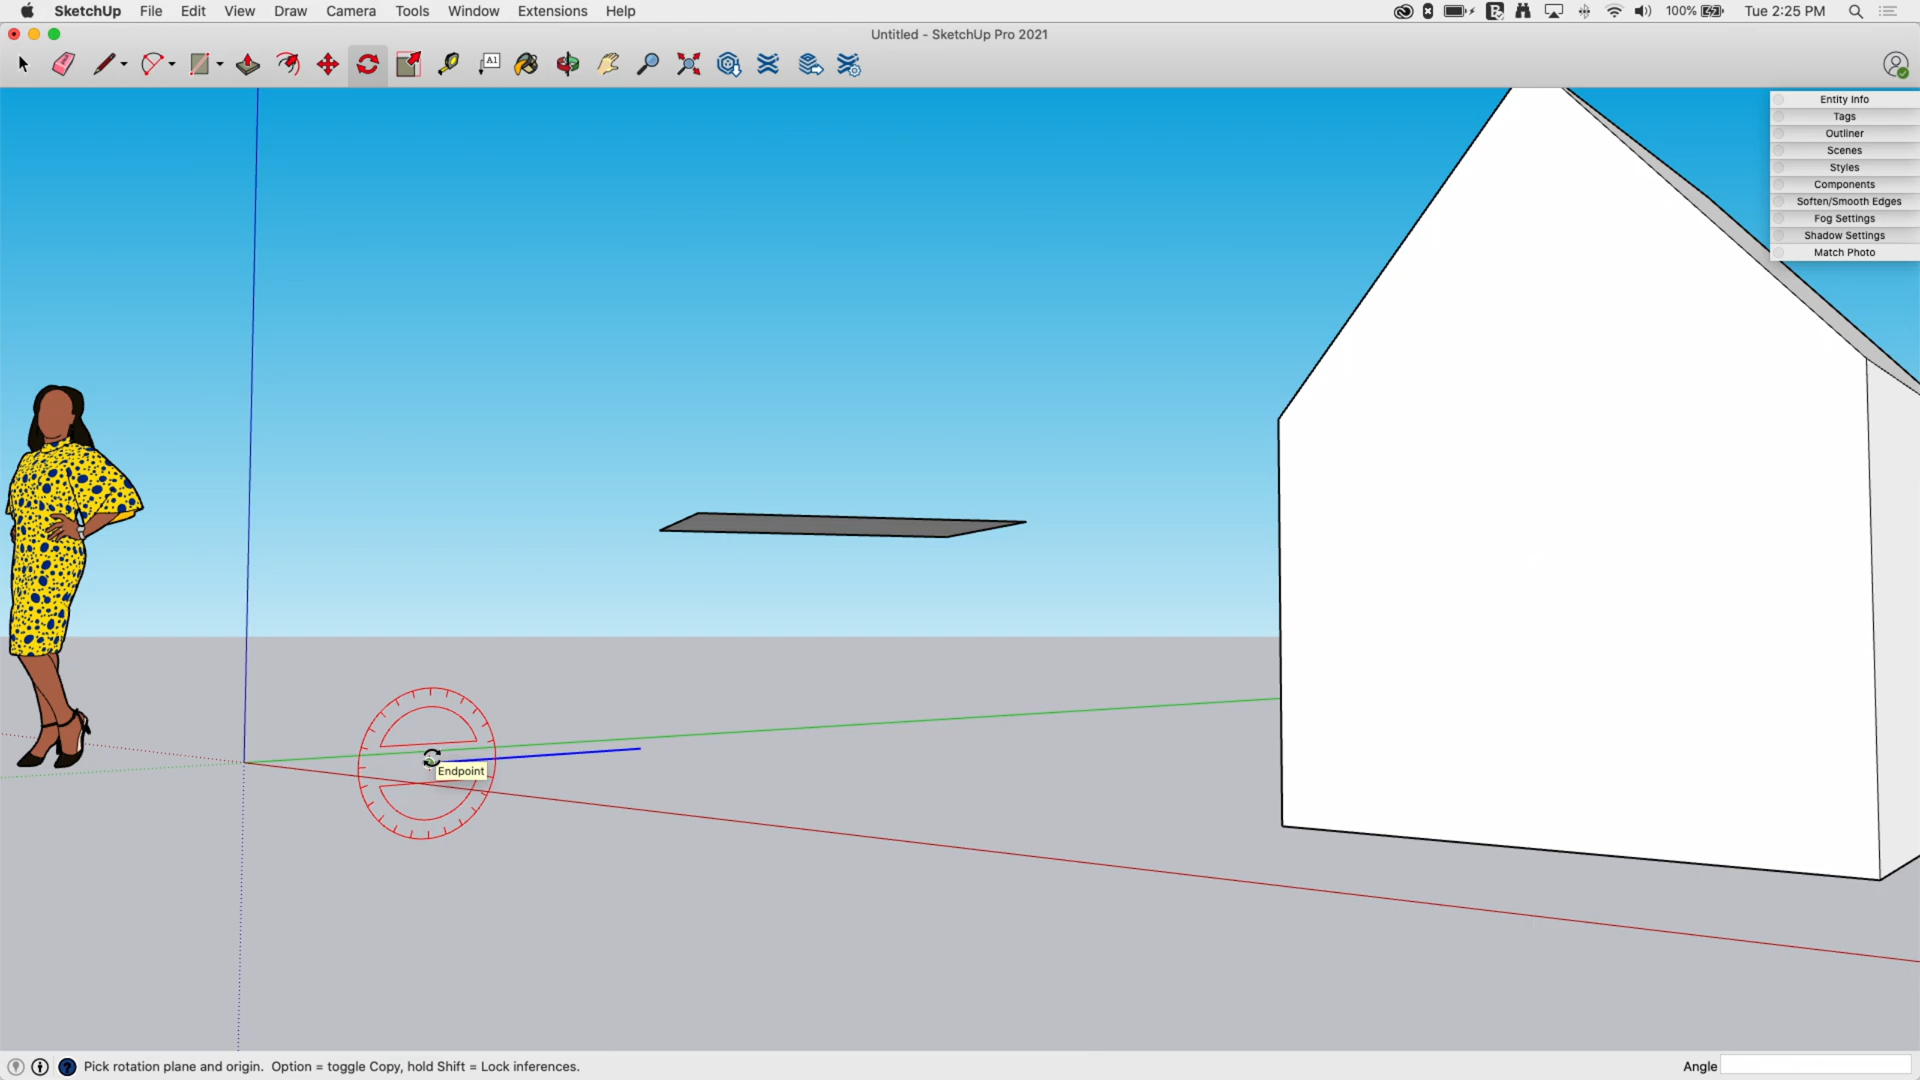 SketchUp File Edit View Draw Camera Tools Window Extensions Help 100% Tue 2:25 PM
Untitled - SketchUp Pro 2021
A1
Entity Info
Tags
Outliner
Scenes
Styles
Components
Soften/Smooth Edges
Fog Settings
Shadow Settings
Match Photo
Endpoint
Pick rotation plane and origin. Option = toggle Copy, hold Shift = Lock inferences. Angle